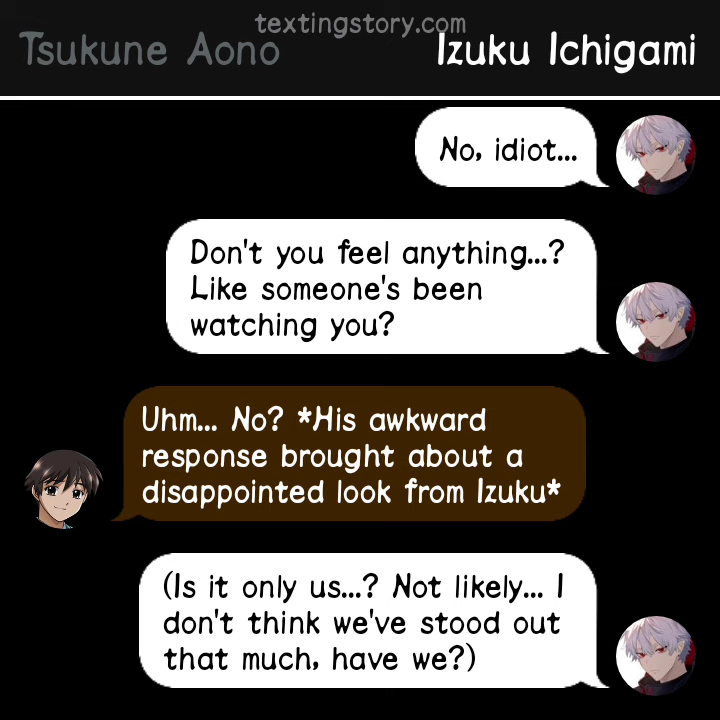 textingstory.com
Tsukune Aono
Izuku Ichigami
No, idiot...
Don't you feel anything...?
Like someone's been
watching you?
Uhm... No? *His awkward
response brought about a
disappointed look from Izuku*
(Is it only us...? Not likely... I
don't think we've stood out
that much, have we?)